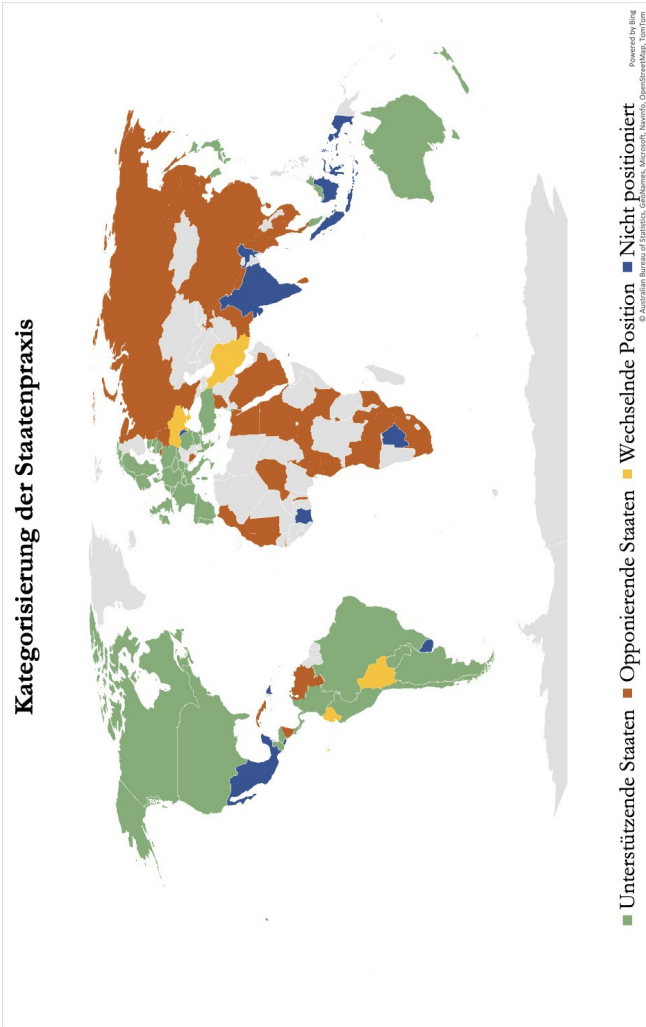 Kategorisierung der Staatenpraxis
Powered by Bing
© Australian Bureau of Statistics, GeoNames, Microsoft, Navinfo, OpenStreetMap, TomTom
Unterstützende Staaten Opponierende Staaten Wechselnde Position Nicht positioniert